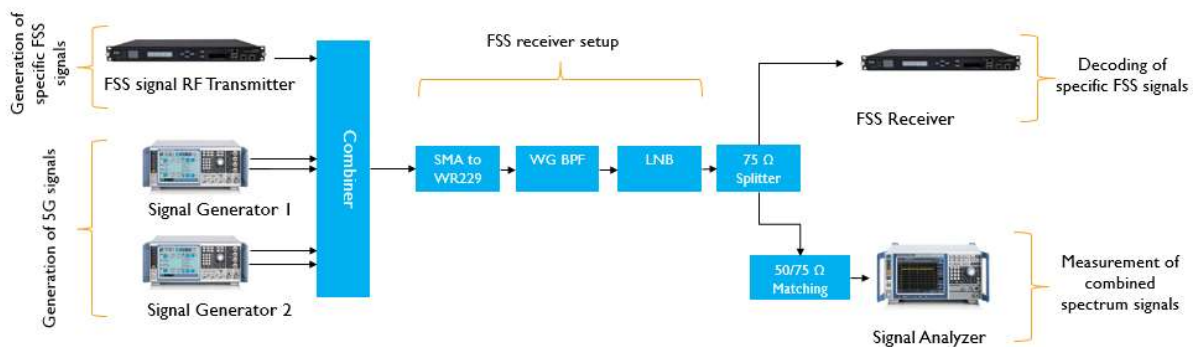 Generation of
specific FSS
signals
FSS signal RF Transmitter
Generation of 5G signals
Signal Generator 1
Signal Generator 2
Combiner
FSS receiver setup
SMA to
WR229
WG BPF
LNB
75 Ω
Splitter
50/75 Ω
Matching
FSS Receiver
Decoding of
specific FSS signals
Signal Analyzer
Measurement of
combined
spectrum signals